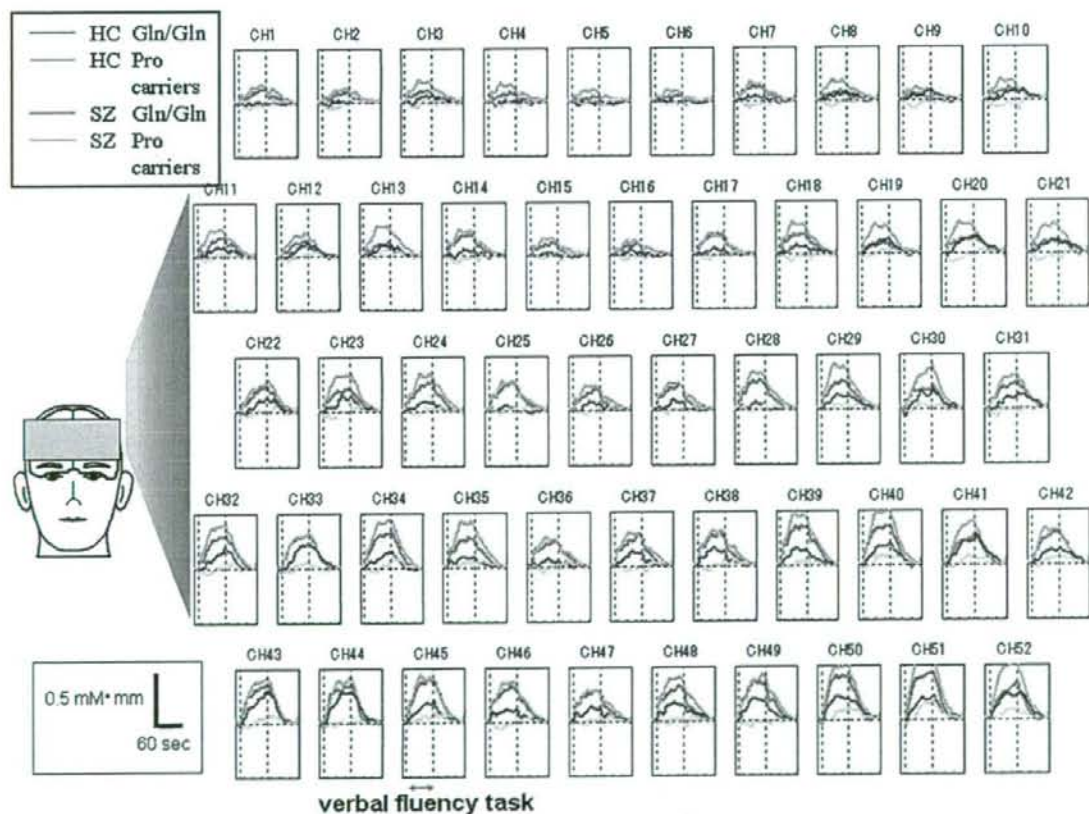 HC Gln/Gln
HC Pro
carriers
SZ Gln/Gln
SZ Pro
carriers
CH1 CH2 CH3 CH4 CH5 CH6 CH7 CH8 CH9 CH10
CH11 CH12 CH13 CH14 CH15 CH16 CH17 CH18 CH19 CH20 CH21
CH22 CH23 CH24 CH25 CH26 CH27 CH28 CH29 CH30 CH31
CH32 CH33 CH34 CH35 CH36 CH37 CH38 CH39 CH40 CH41 CH42
CH43 CH44 CH45 CH46 CH47 CH48 CH49 CH50 CH51 CH52
0.5 mM•mm
60 sec
verbal fluency task